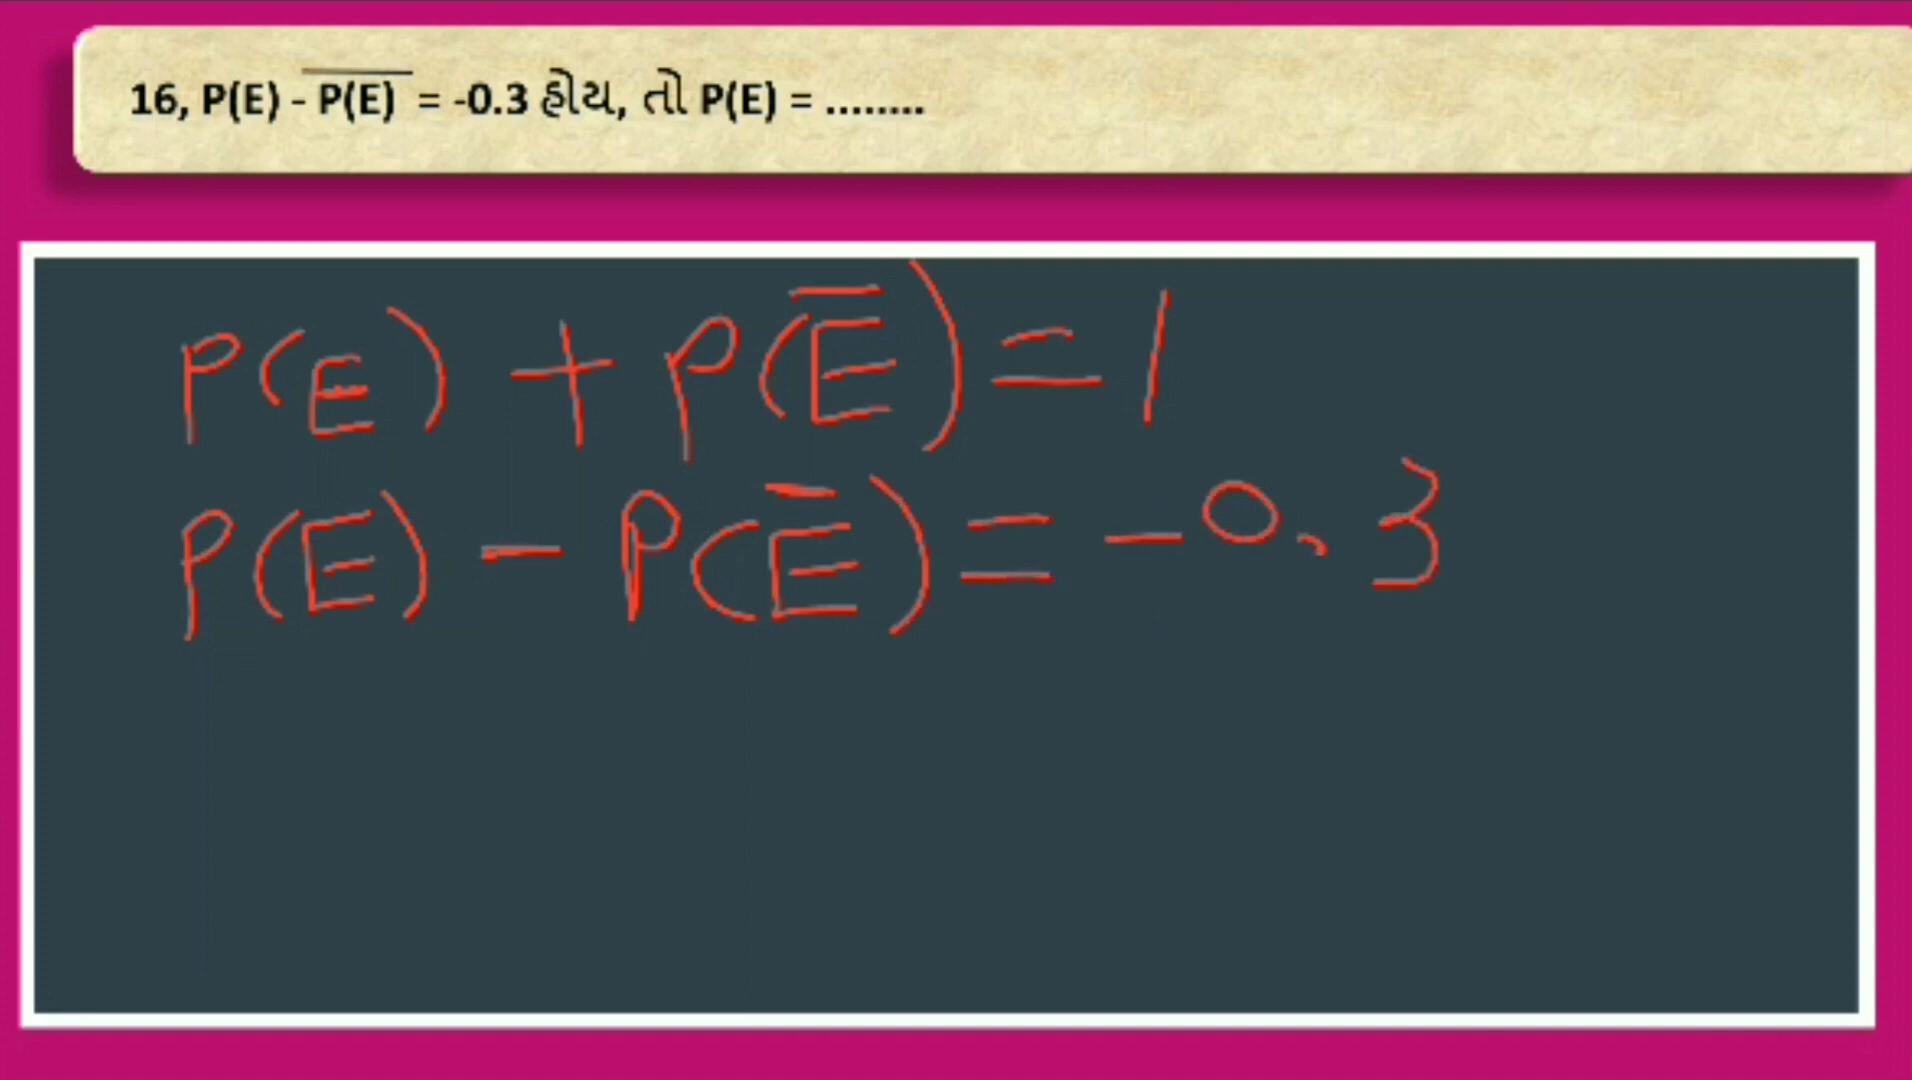 16, P(E) - P̅(̅E̅)̅ = -0.3 હોય, તો P(E) = ........
P(E) + P(E̅) = 1
P(E) - P(E̅) = -0.3